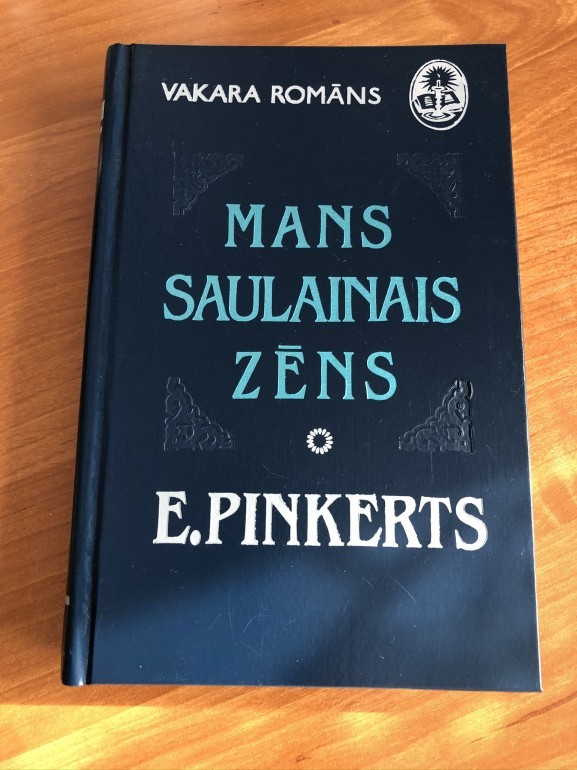 VAKARA ROMĀNS
MANS
SAULAINAIS
ZĒNS
E.PINKERTS